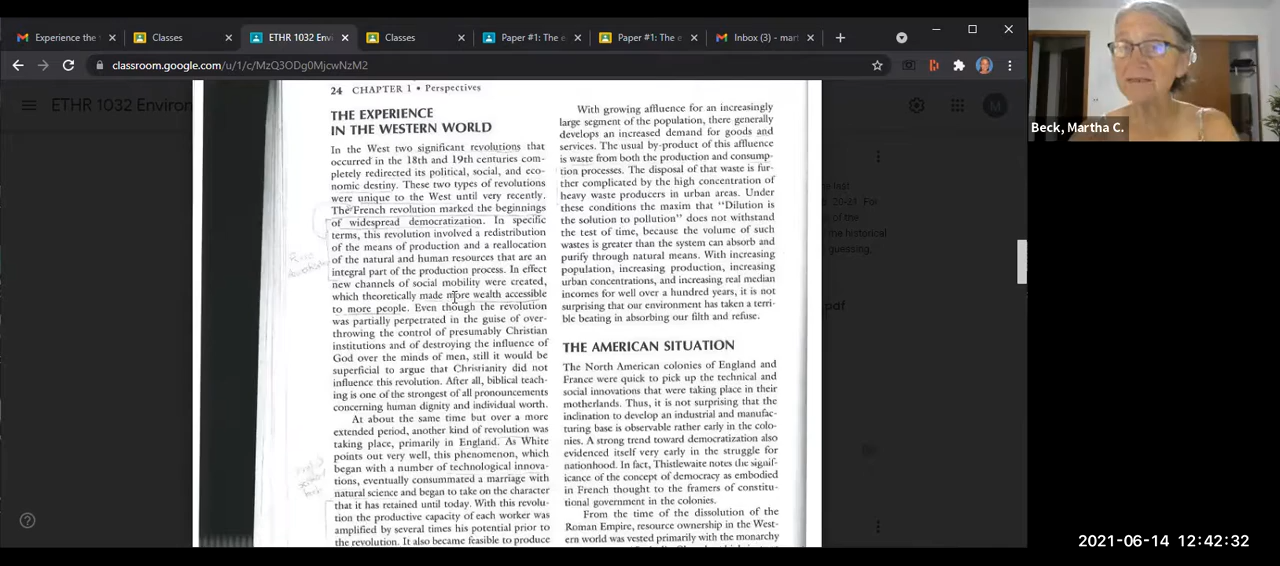 Experience the
Classes
ETHR 1032 Envi
Classes
Paper #1: The e
Paper #1: The e
Inbox (3) - mart
classroom.google.com/u/1/c/MzQ3ODg0MjcwNzM2
ETHR 1032 Environ
M
Beck, Martha C.
24 CHAPTER 1 • Perspectives
THE EXPERIENCE
IN THE WESTERN WORLD
In the West two significant revolutions that
occurred in the 18th and 19th centuries com-
pletely redirected its political, social, and eco-
nomic destiny. These two types of revolutions
were unique to the West until very recently.
The French revolution marked the beginnings
of widespread democratization. In specific
terms, this revolution involved a redistribution
of the means of production and a reallocation
of the natural and human resources that are an
integral part of the production process. In effect
new channels of social mobility were created,
which theoretically made more wealth accessible
to more people. Even though the revolution
was partially perpetrated in the guise of over-
throwing the control of presumably Christian
institutions and of destroying the influence of
God over the minds of men, still it would be
superficial to argue that Christianity did not
influence this revolution. After all, biblical teach-
ing is one of the strongest of all pronouncements
concerning human dignity and individual worth.
At about the same time but over a more
extended period, another kind of revolution was
taking place, primarily in England. As White
points out very well, this phenomenon, which
began with a number of technological innova-
tions, eventually consummated a marriage with
natural science and began to take on the character
that it has retained until today. With this revolu-
tion the productive capacity of each worker was
amplified by several times his potential prior to
the revolution. It also became feasible to produce
With growing affluence for an increasingly
large segment of the population, there generally
develops an increased demand for goods and
services. The usual by-product of this affluence
is waste from both the production and consump-
tion processes. The disposal of that waste is fur-
ther complicated by the high concentration of
heavy waste producers in urban areas. Under
these conditions the maxim that "Dilution is
the solution to pollution" does not withstand
the test of time, because the volume of such
wastes is greater than the system can absorb and
purify through natural means. With increasing
population, increasing production, increasing
urban concentrations, and increasing real median
incomes for well over a hundred years, it is not
surprising that our environment has taken a terri-
ble beating in absorbing our filth and refuse.
THE AMERICAN SITUATION
The North American colonies of England and
France were quick to pick up the technical and
social innovations that were taking place in their
motherlands. Thus, it is not surprising that the
inclination to develop an industrial and manufac-
turing base is observable rather early in the colo-
nies. A strong trend toward democratization also
evidenced itself very early in the struggle for
nationhood. In fact, Thistlewaite notes the signif-
icance of the concept of democracy as embodied
in French thought to the framers of constitu-
tional government in the colonies.
From the time of the dissolution of the
Roman Empire, resource ownership in the West-
ern world was vested primarily with the monarchy
last
20-21. For
of the
me historical
guessing.
pdf
2021-06-14 12:42:32